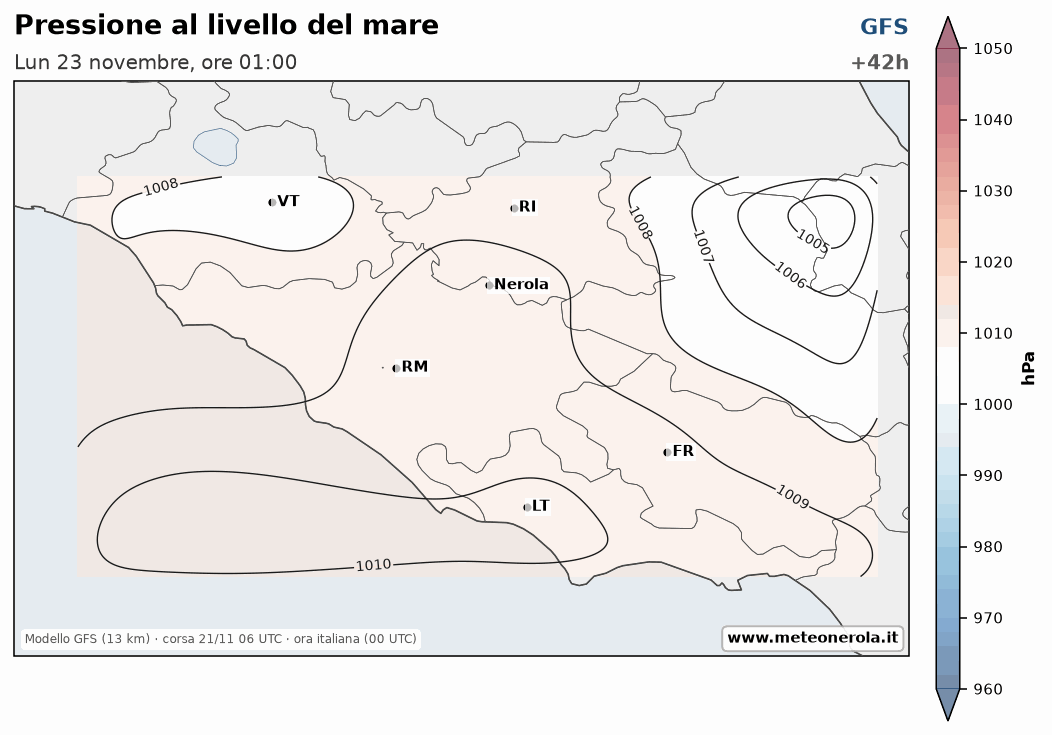 Pressione al livello del mare
GFS
Lun 23 novembre, ore 01:00
+42h
1050
1040
1030
1020
1010
1000
990
980
970
960
hPa
1008
VT
RI
1008
1007
1005
1006
Nerola
RM
FR
1009
LT
1010
Modello GFS (13 km) · corsa 21/11 06 UTC · ora italiana (00 UTC)
www.meteonerola.it